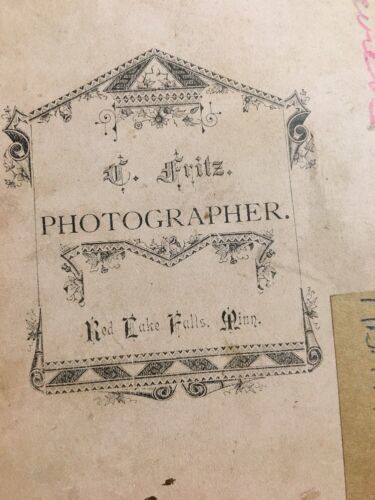 C. Fritz.
PHOTOGRAPHER.
Red Lake Falls, Minn.